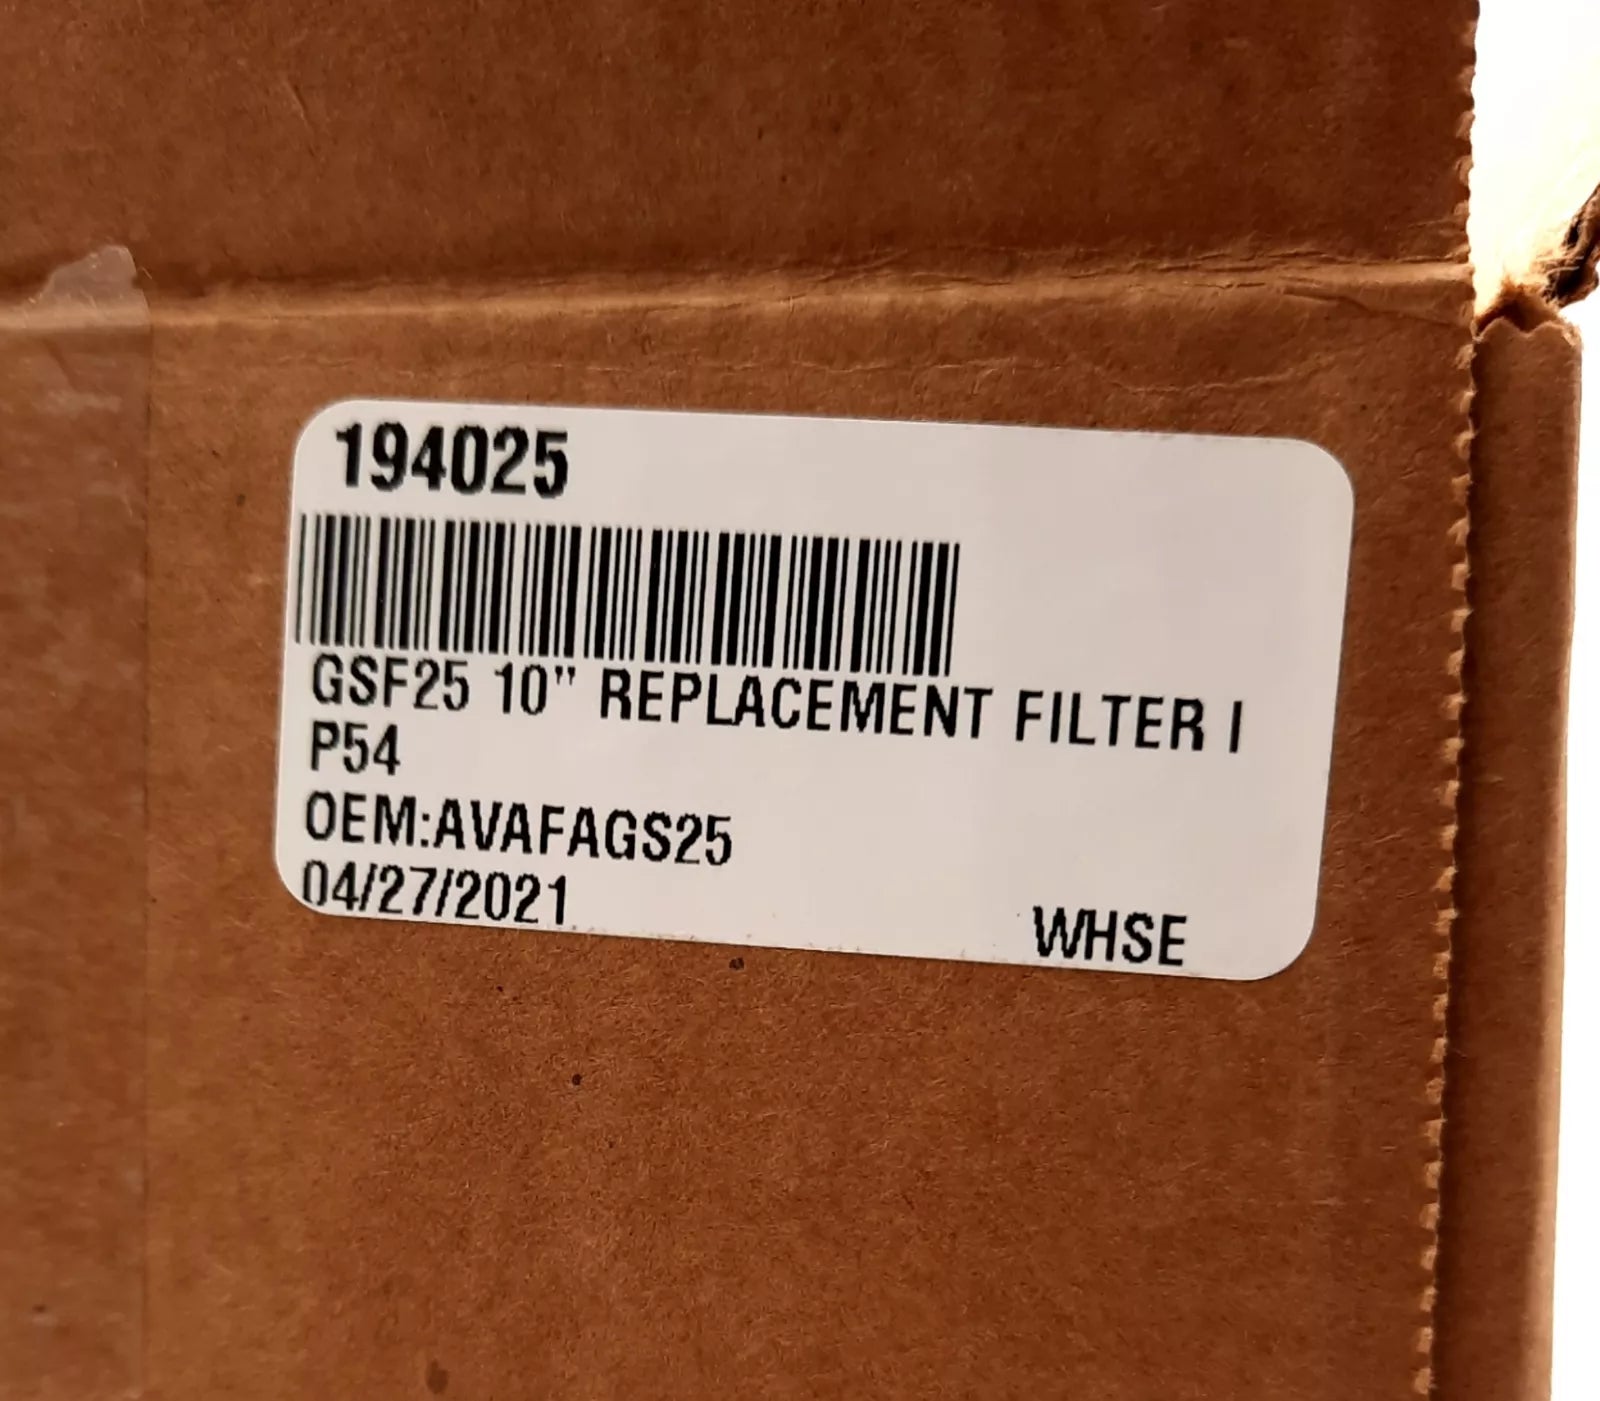 194025
GSF25 10" REPLACEMENT FILTER I
P54
OEM:AVAFAGS25
04/27/2021
WHSE